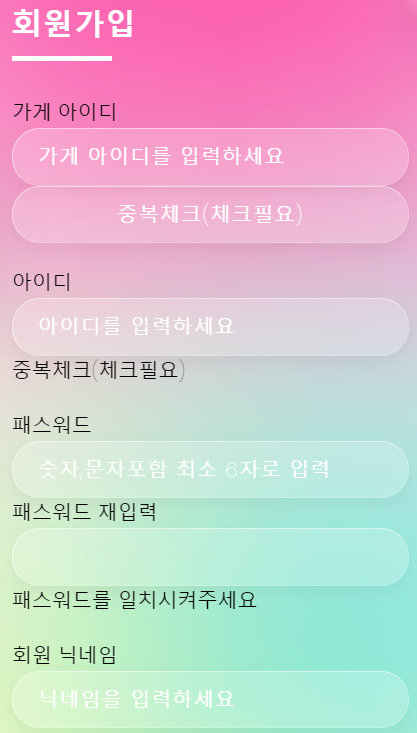 회원가입
가게 아이디
가게 아이디를 입력하세요
중복체크(체크필요)
아이디
아이디를 입력하세요
중복체크(체크필요)
패스워드
숫자,문자포함 최소 6자로 입력
패스워드 재입력
패스워드를 일치시켜주세요
회원 닉네임
닉네임을 입력하세요